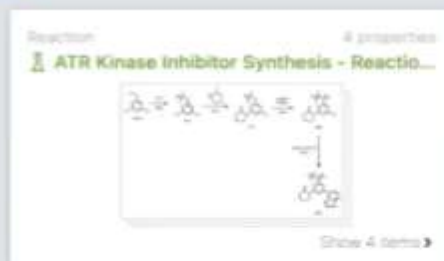 Reaction
4 properties
ATR Kinase Inhibitor Synthesis - Reactio...
Show 4 items